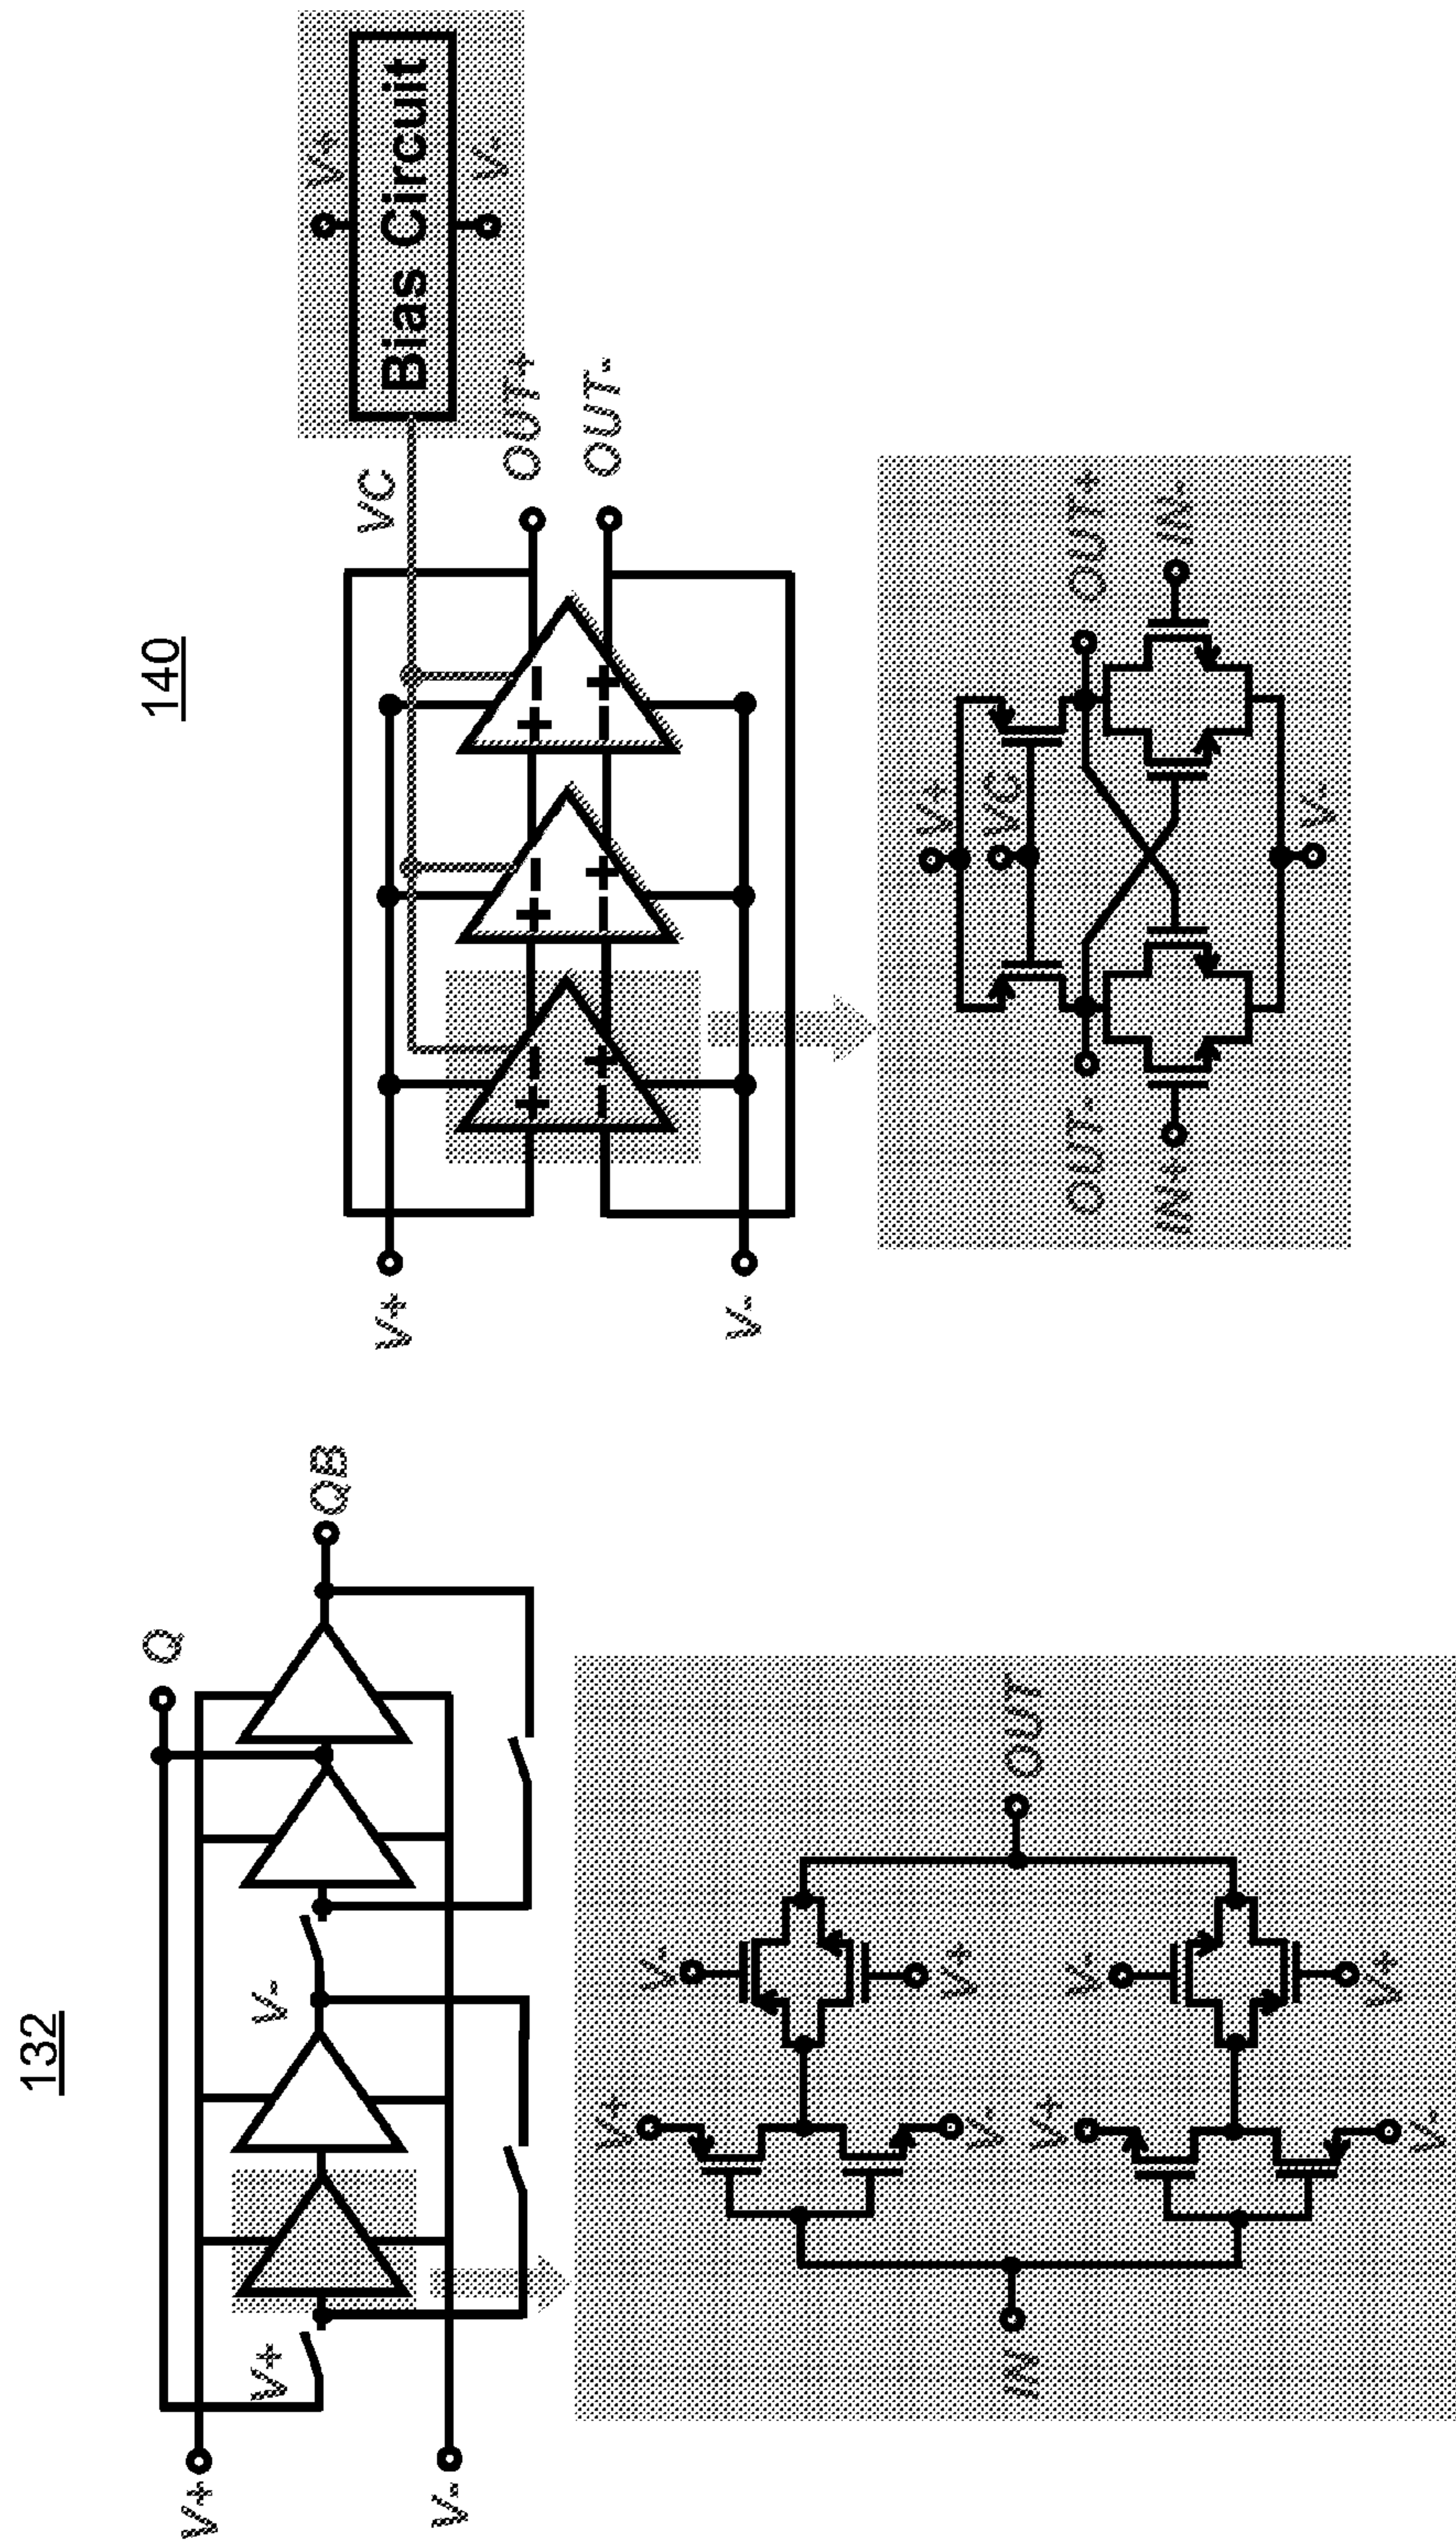 132
V+
V-
V+
V-
Q
QB
IN
OUT
V+
V-
V-
V+
V+
V-
V-
V+
140
V+
V-
VC
OUT+
OUT-
V+
Bias Circuit
V-
V+
VC
OUT-
OUT+
IN+
IN-
V-